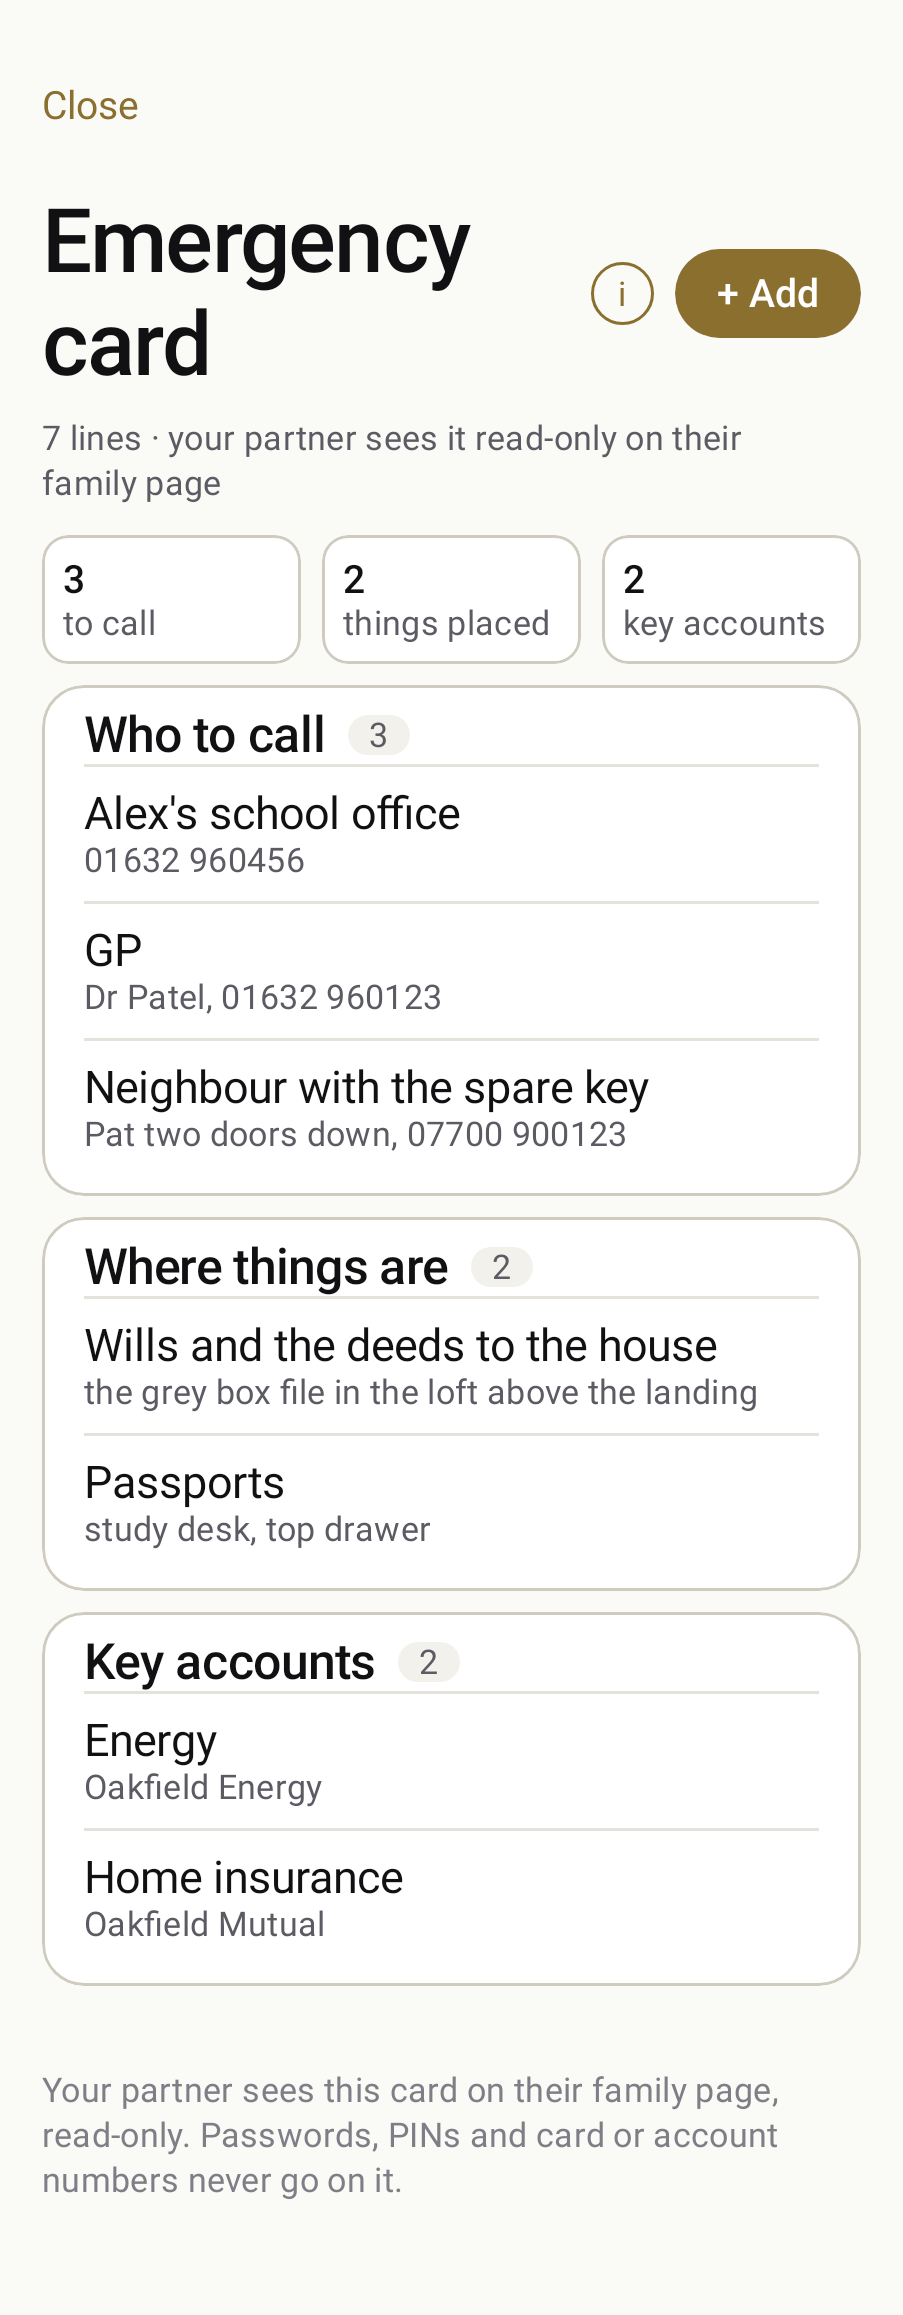 Close
Emergency
card
i
+ Add
7 lines · your partner sees it read-only on their
family page
3
to call
2
things placed
2
key accounts
Who to call 3
Alex's school office
01632 960456
GP
Dr Patel, 01632 960123
Neighbour with the spare key
Pat two doors down, 07700 900123
Where things are 2
Wills and the deeds to the house
the grey box file in the loft above the landing
Passports
study desk, top drawer
Key accounts 2
Energy
Oakfield Energy
Home insurance
Oakfield Mutual
Your partner sees this card on their family page,
read-only. Passwords, PINs and card or account
numbers never go on it.